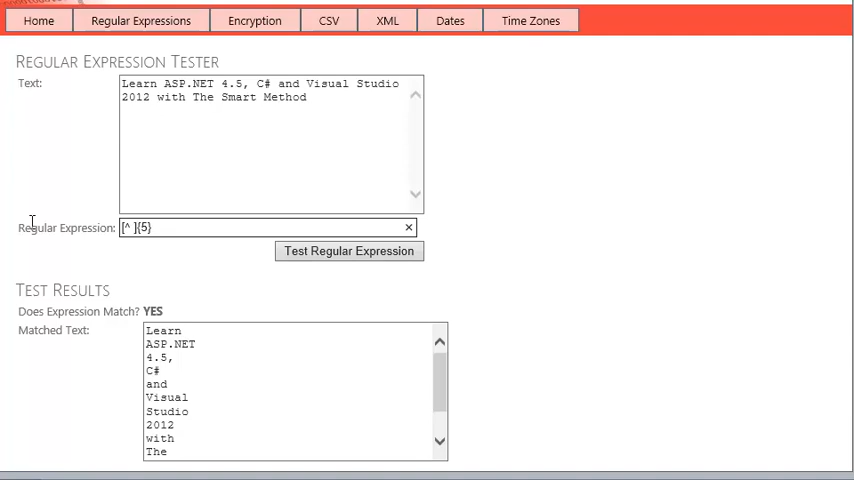 Home Regular Expressions Encryption CSV XML Dates Time Zones
REGULAR EXPRESSION TESTER
Text:
Learn ASP.NET 4.5, C# and Visual Studio
2012 with The Smart Method
Regular Expression: [^ ]{5}
Test Regular Expression
TEST RESULTS
Does Expression Match? YES
Matched Text:
Learn
ASP.NET
4.5,
C#
and
Visual
Studio
2012
with
The